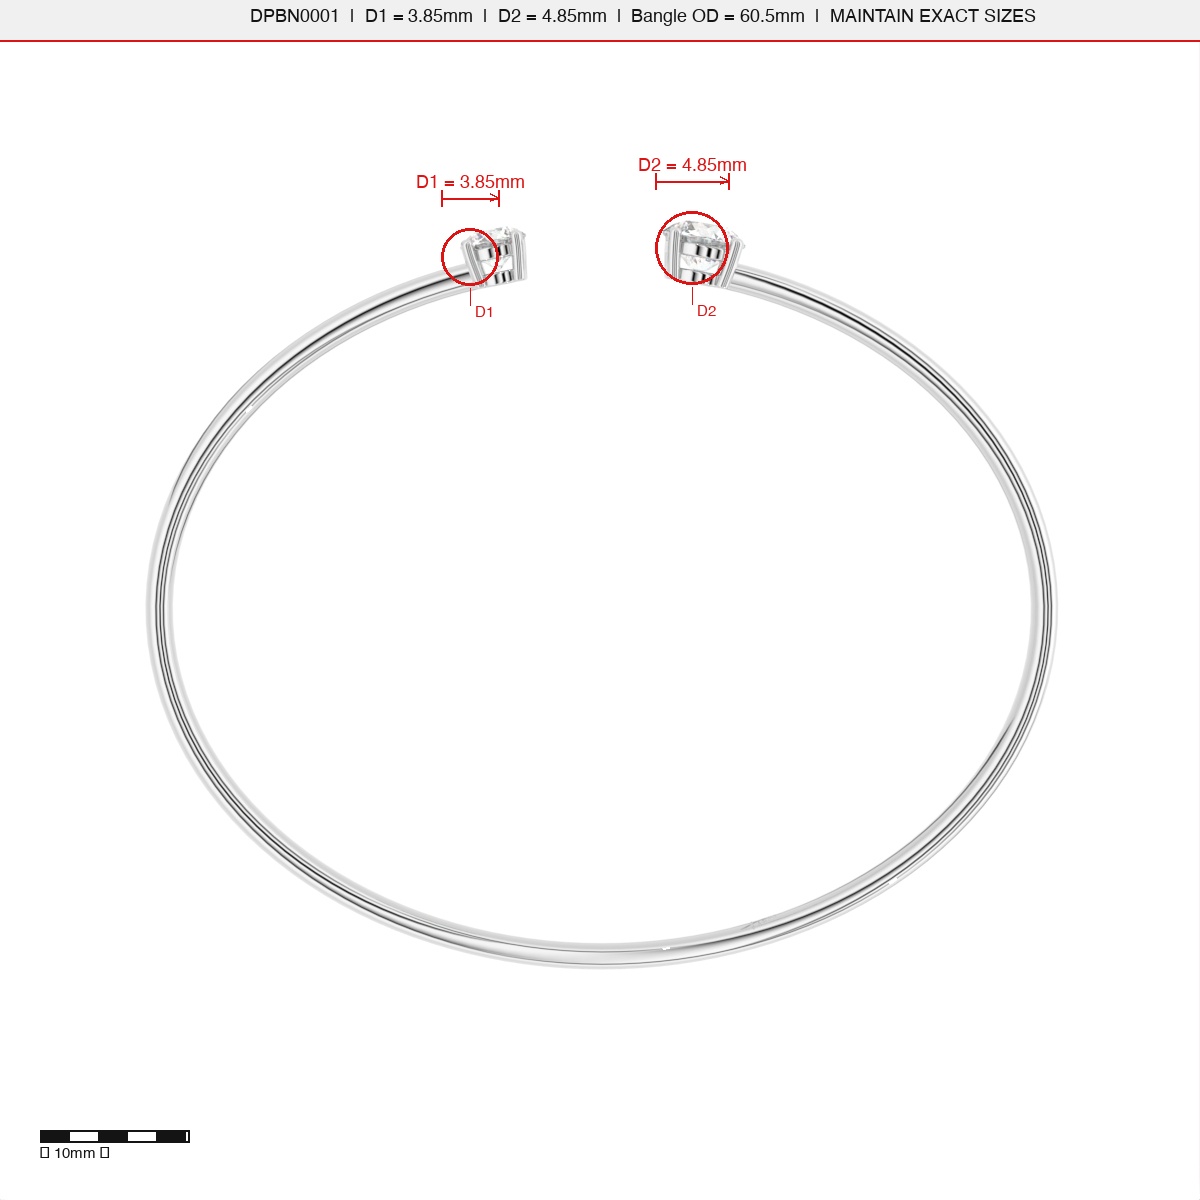 DPBN0001 | D1 = 3.85mm | D2 = 4.85mm | Bangle OD = 60.5mm | MAINTAIN EXACT SIZES
D2 = 4.85mm
D1 = 3.85mm
D1
D2
10mm